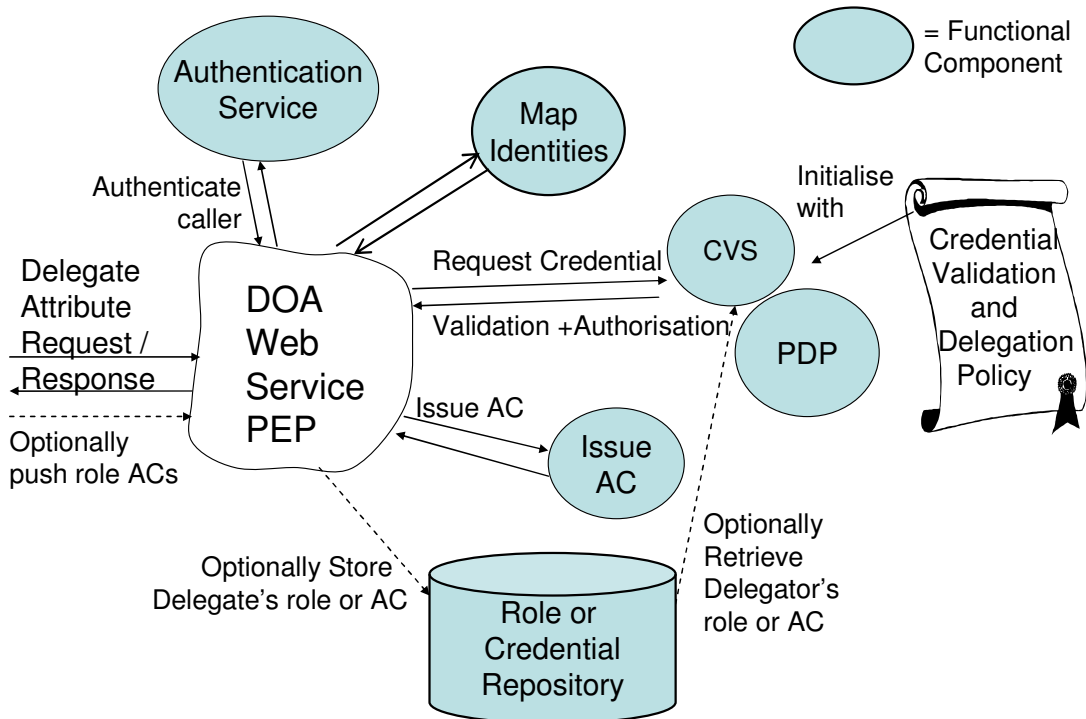 Authentication
Service
Map
Identities
= Functional
Component
Authenticate
caller
Initialise
with
Delegate
Attribute
Request /
Response
Optionally
push role ACs
DOA
Web
Service
PEP
Request Credential
Validation +Authorisation
CVS
PDP
Credential
Validation
and
Delegation
Policy
Issue AC
Issue
AC
Optionally Store
Delegate's role or AC
Role or
Credential
Repository
Optionally
Retrieve
Delegator's
role or AC